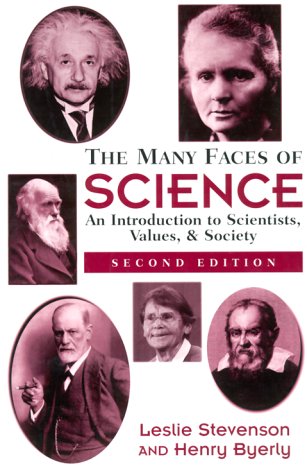 THE MANY FACES OF
SCIENCE
An Introduction to Scientists,
Values, & Society
SECOND EDITION
Leslie Stevenson
AND Henry Byerly